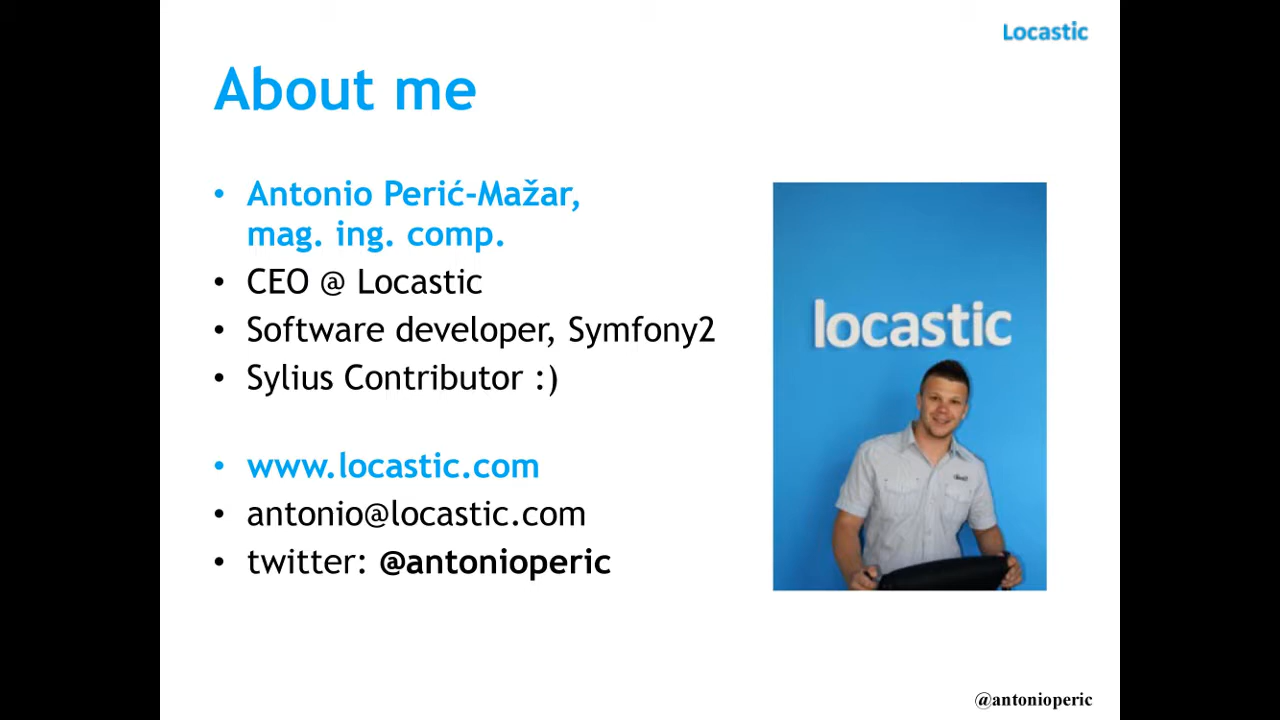 Locastic
About me
• Antonio Perić-Mažar,
mag. ing. comp.
• CEO @ Locastic
• Software developer, Symfony2
• Sylius Contributor :)
locastic
• www.locastic.com
• antonio@locastic.com
• twitter: @antonioperic
@antonioperic